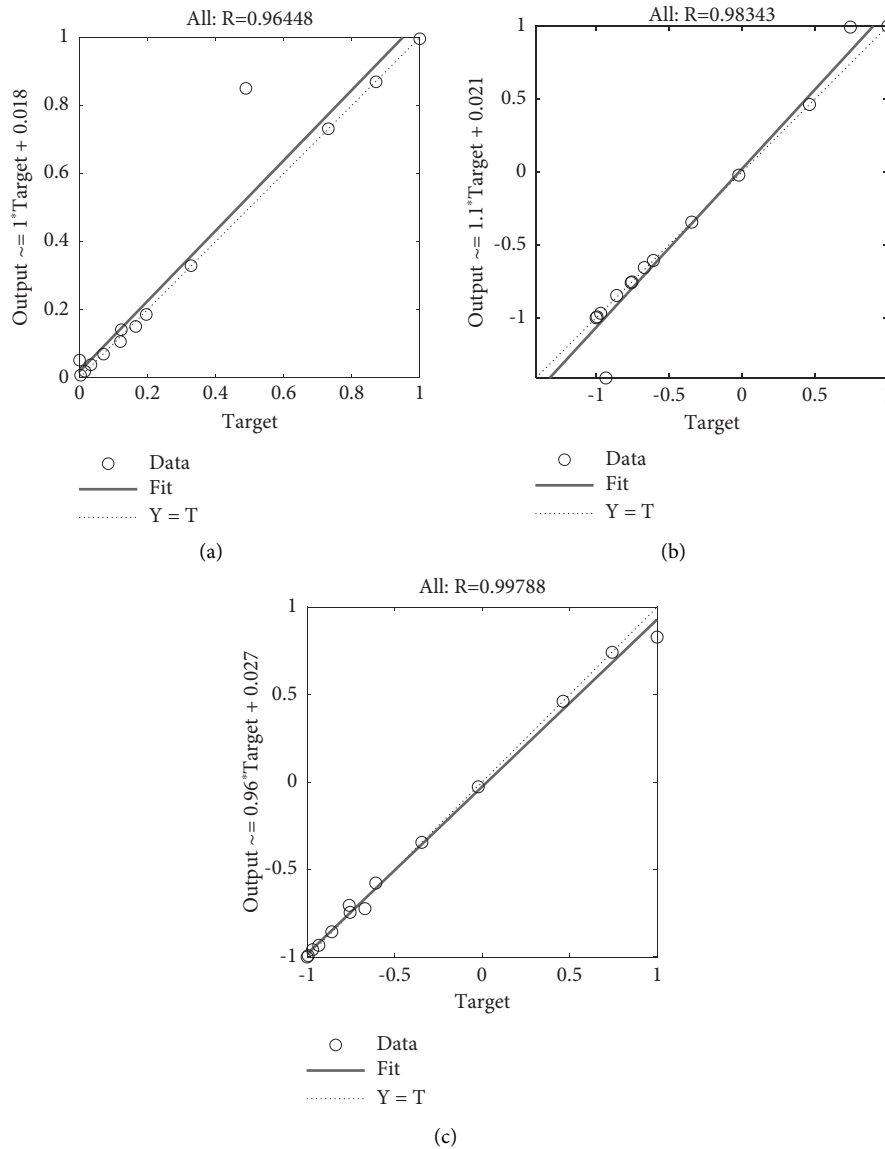 All: R=0.96448
Output ~= 1*Target + 0.018
1
0.8
0.6
0.4
0.2
0
0 0.2 0.4 0.6 0.8 1
Target
Data
Fit
Y = T
(a)
All: R=0.98343
Output ~= 1.1*Target + 0.021
1
0.5
0
-0.5
-1
-1 -0.5 0 0.5 1
Target
Data
Fit
Y = T
(b)
All: R=0.99788
Output ~= 0.96*Target + 0.027
1
0.5
0
-0.5
-1
-1 -0.5 0 0.5 1
Target
Data
Fit
Y = T
(c)